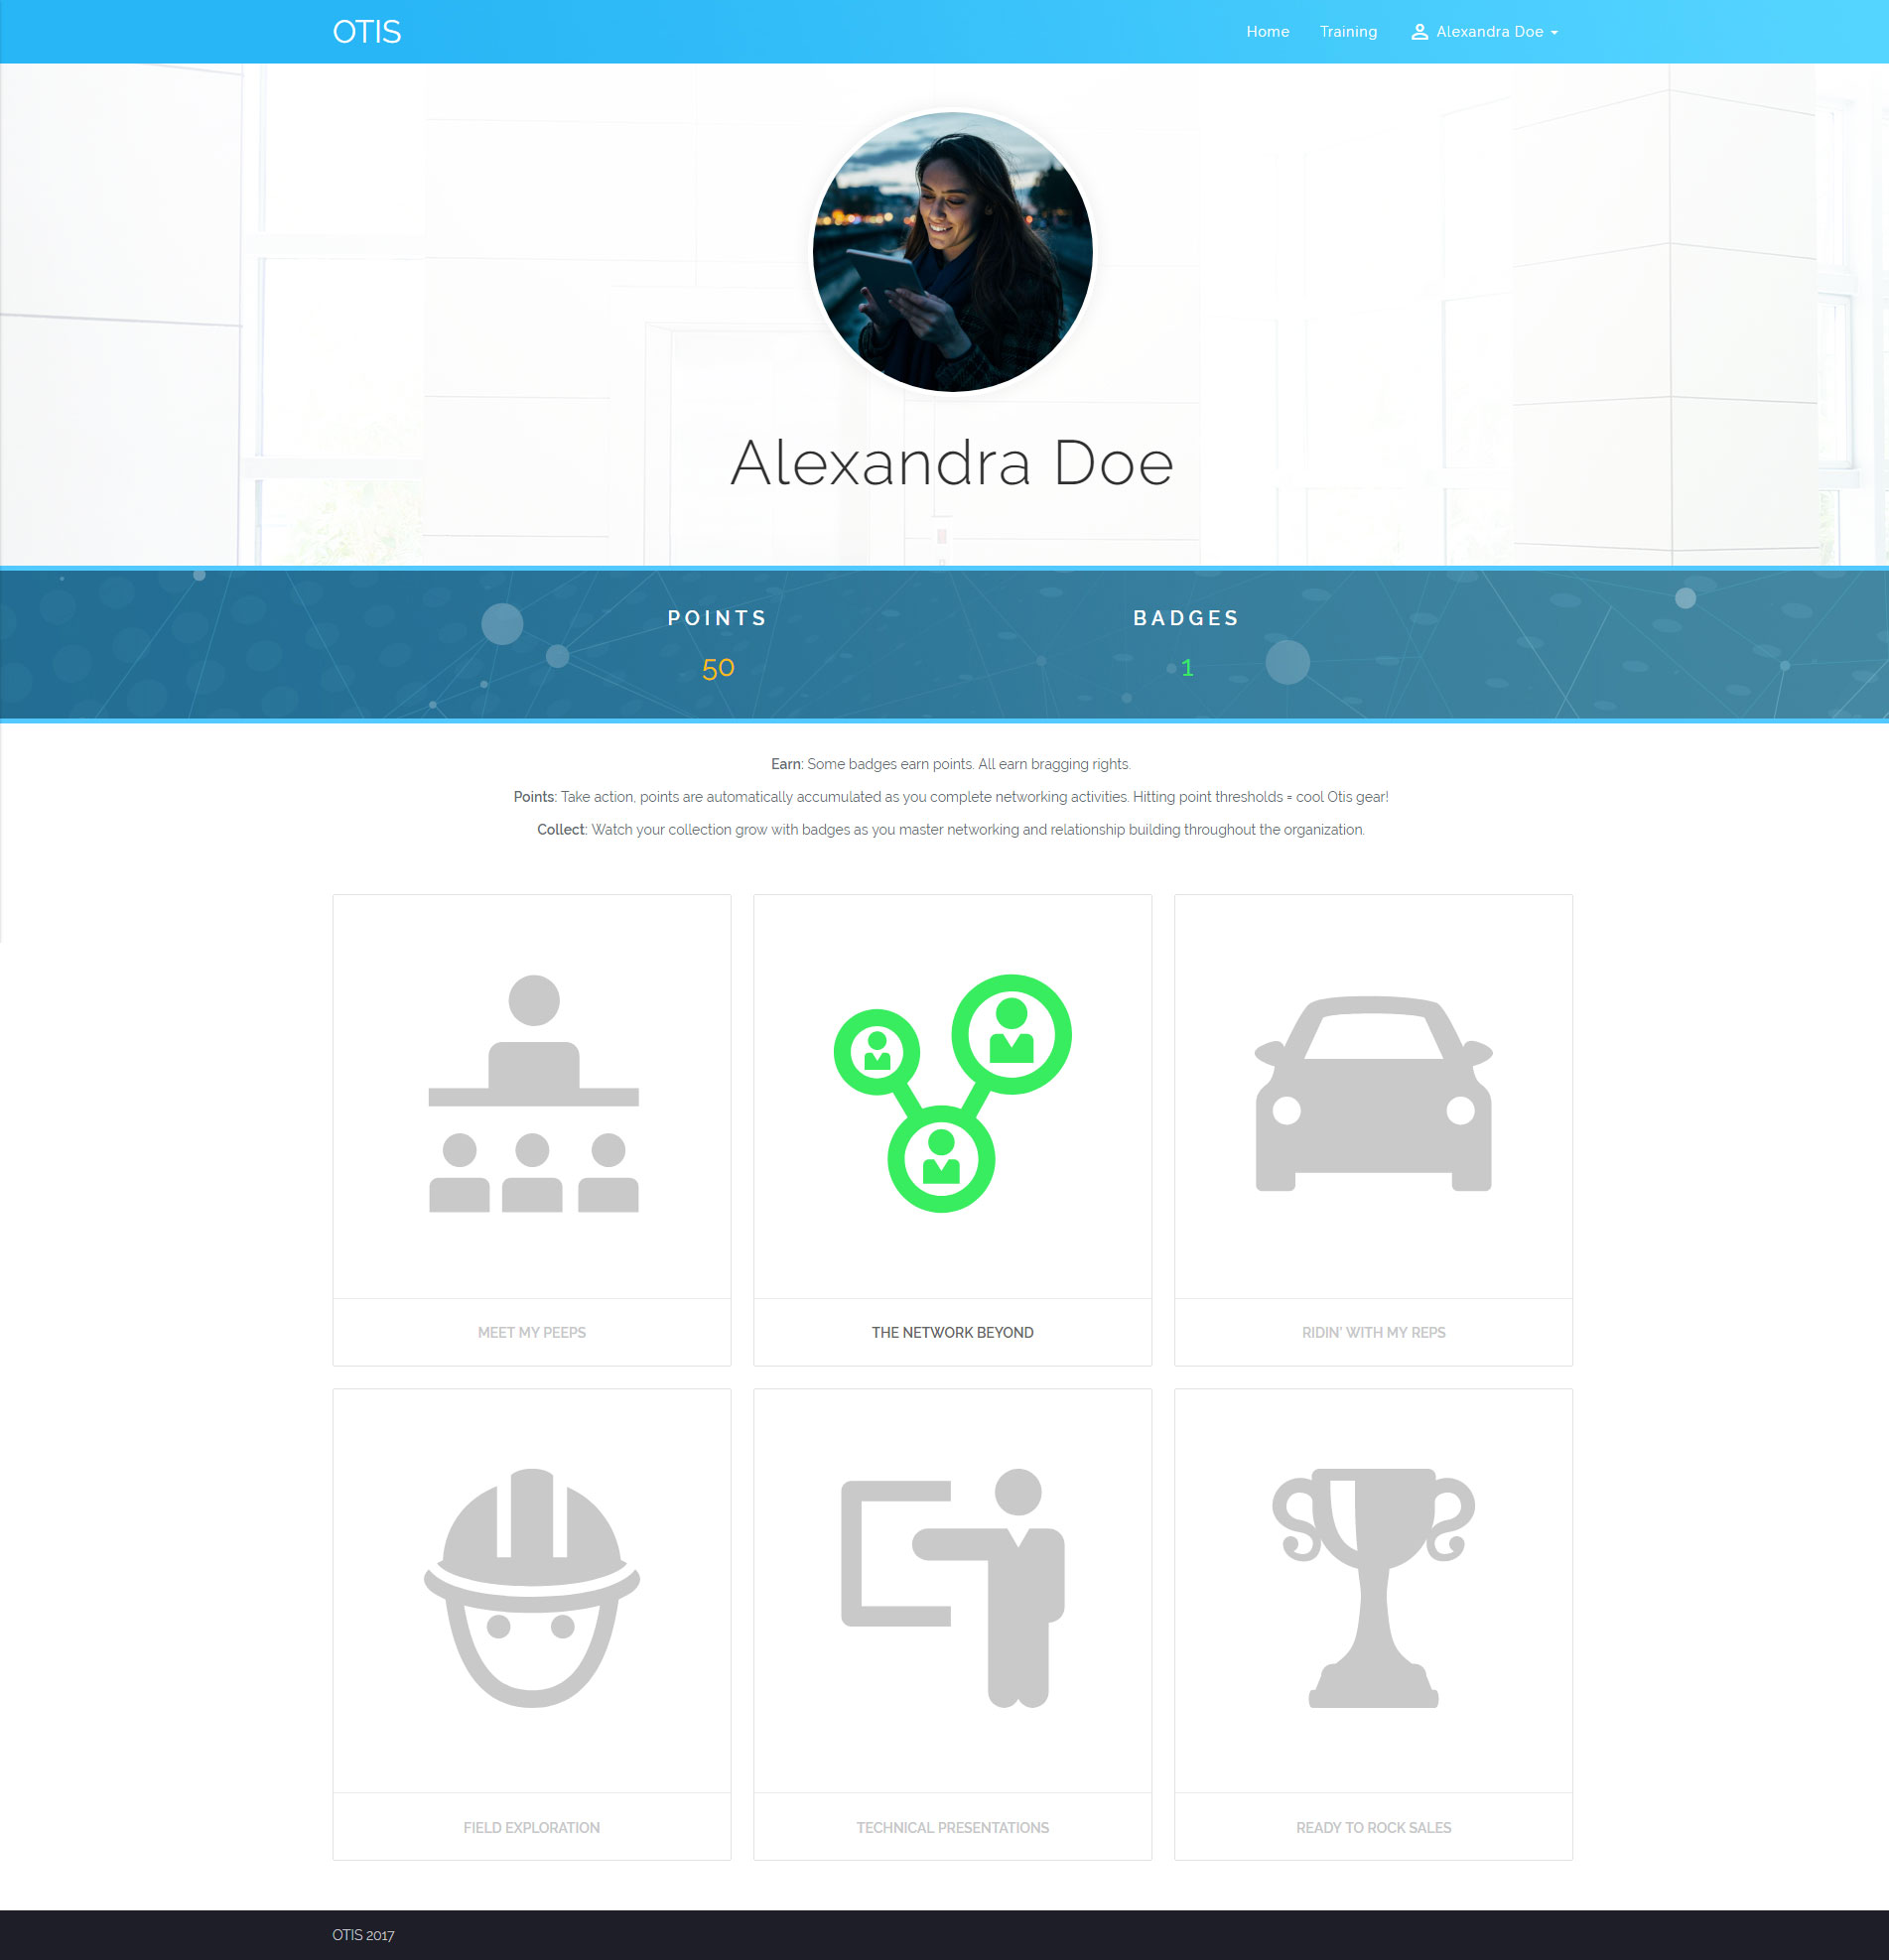 OTIS
Home
Training
Alexandra Doe
Alexandra Doe
POINTS
BADGES
50
1
Earn: Some badges earn points. All earn bragging rights.
Points: Take action, points are automatically accumulated as you complete networking activities. Hitting point thresholds = cool Otis gear!
Collect: Watch your collection grow with badges as you master networking and relationship building throughout the organization.
MEET MY PEEPS
THE NETWORK BEYOND
RIDIN' WITH MY REPS
FIELD EXPLORATION
TECHNICAL PRESENTATIONS
READY TO ROCK SALES
OTIS 2017